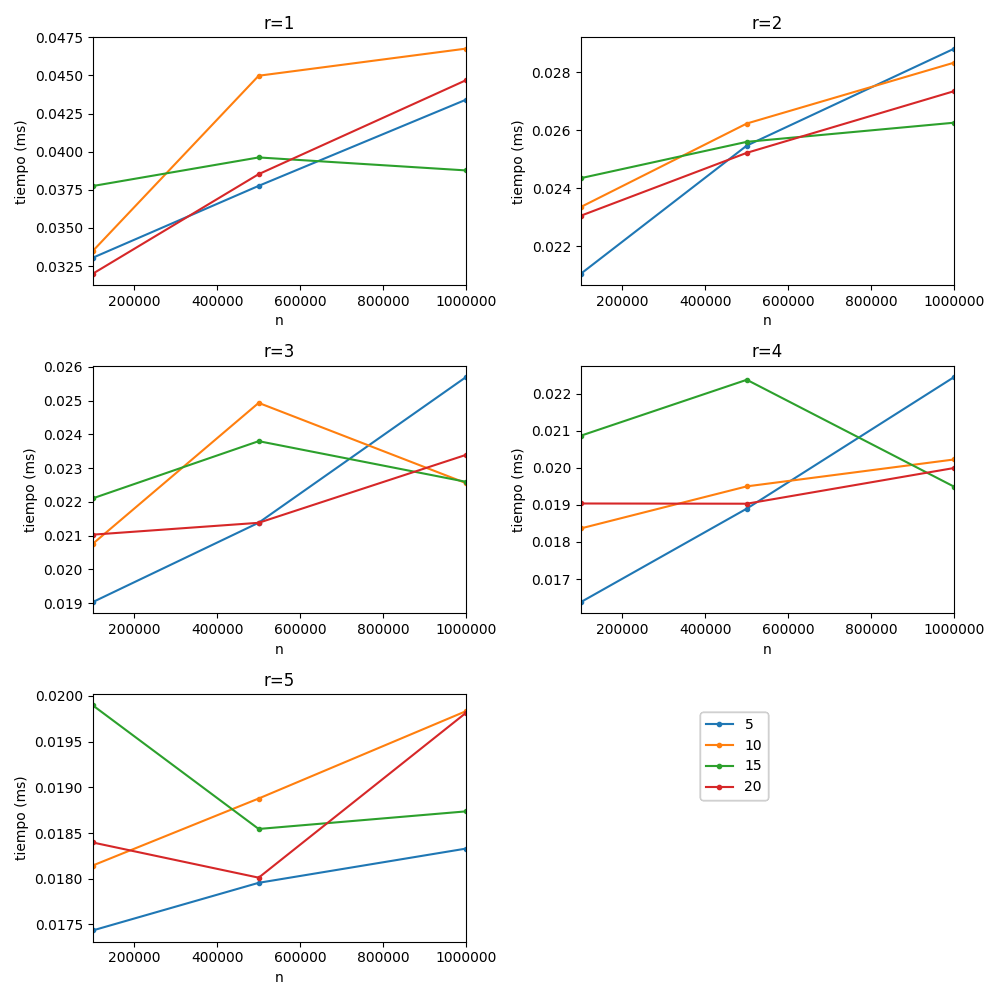 r=1
0.0475
0.0450
0.0425
0.0400
0.0375
0.0350
0.0325
tiempo (ms)
200000 400000 600000 800000 1000000
n
r=2
0.028
0.026
0.024
0.022
tiempo (ms)
200000 400000 600000 800000 1000000
n
r=3
0.026
0.025
0.024
0.023
0.022
0.021
0.020
0.019
tiempo (ms)
200000 400000 600000 800000 1000000
n
r=4
0.022
0.021
0.020
0.019
0.018
0.017
tiempo (ms)
200000 400000 600000 800000 1000000
n
r=5
0.0200
0.0195
0.0190
0.0185
0.0180
0.0175
tiempo (ms)
200000 400000 600000 800000 1000000
n
5
10
15
20